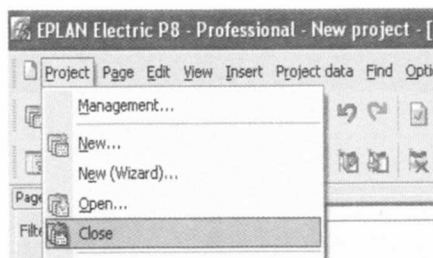 EPLAN Electric P8 - Professional - New project - [
Project Page Edit View Insert Project data Find Opti
Management...
New...
New (Wizard)...
Open...
Page
Filte
Close